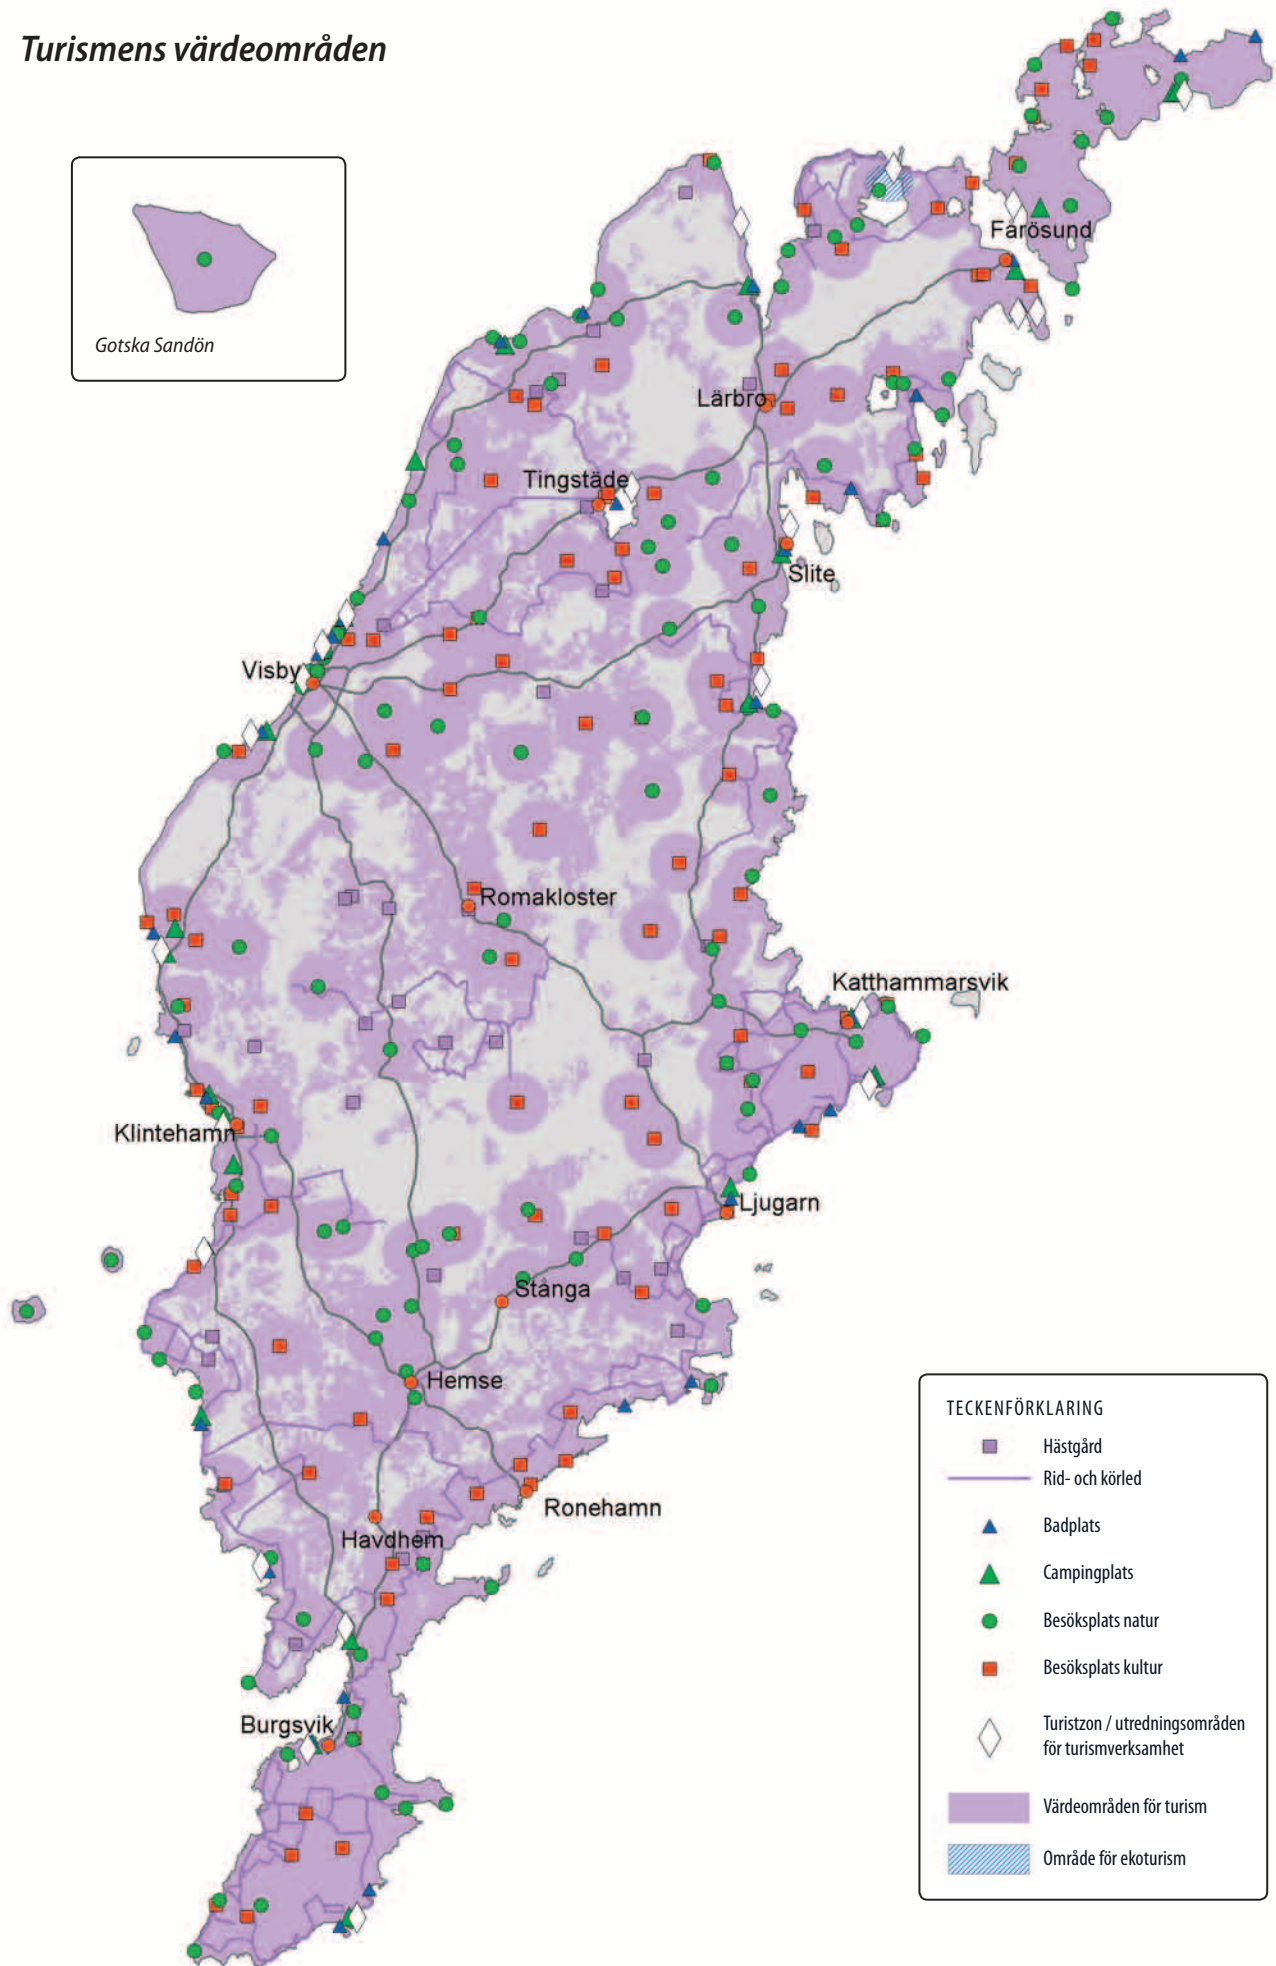 Turismens värdeområden
Gotska Sandön
Fårösund
Lärbro
Tingstäde
Slite
Visby
Romakloster
Katthammarsvik
Klintehamn
Ljugarn
Stånga
Hemse
Ronehamn
Havdhem
Burgsvik
TECKENFÖRKLARING
Hästgård
Rid- och körled
Badplats
Campingplats
Besöksplats natur
Besöksplats kultur
Turistzon / utredningsområden
för turismverksamhet
Värdeområden för turism
Område för ekoturism